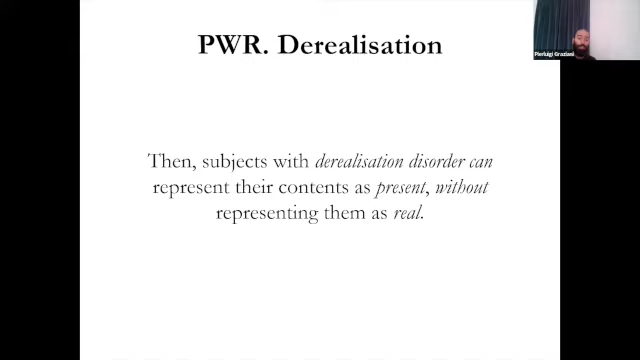 PWR. Derealisation
Pierluigi Graziani
Then, subjects with derealisation disorder can
represent their contents as present, without
representing them as real.